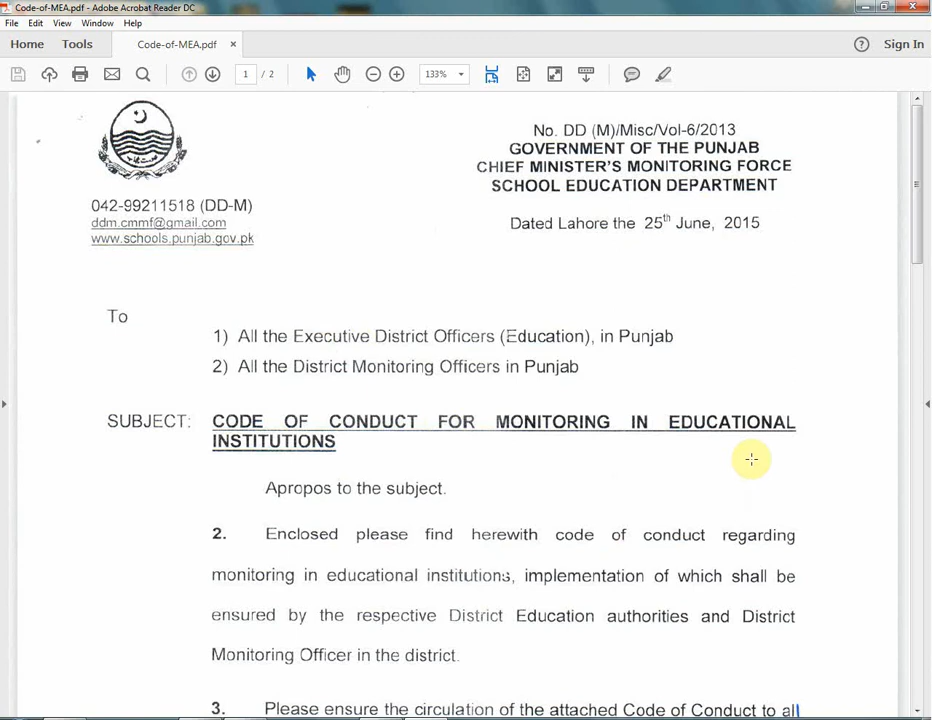 Code-of-MEA.pdf - Adobe Acrobat Reader DC
File Edit View Window Help
Home Tools Code-of-MEA.pdf × Sign In
1 / 2 133%
No. DD (M)/Misc/Vol-6/2013
GOVERNMENT OF THE PUNJAB
CHIEF MINISTER'S MONITORING FORCE
SCHOOL EDUCATION DEPARTMENT
042-99211518 (DD-M)
ddm.cmmf@gmail.com
www.schools.punjab.gov.pk
Dated Lahore the 25th June, 2015
To
1) All the Executive District Officers (Education), in Punjab
2) All the District Monitoring Officers in Punjab
SUBJECT: CODE OF CONDUCT FOR MONITORING IN EDUCATIONAL
INSTITUTIONS
Apropos to the subject.
2. Enclosed please find herewith code of conduct regarding
monitoring in educational institutions, implementation of which shall be
ensured by the respective District Education authorities and District
Monitoring Officer in the district.
3. Please ensure the circulation of the attached Code of Conduct to all